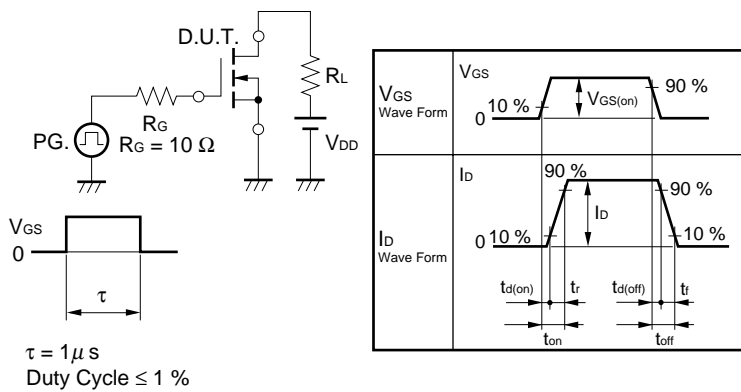 D.U.T.
RL
RG
PG.
RG = 10 Ω
VDD
VGS
0
τ
τ = 1μ s
Duty Cycle ≤ 1 %
VGS
Wave Form
VGS
10 %
0
VGS(on)
90 %
ID
Wave Form
ID
90 %
90 %
ID
0
10 %
10 %
td(on)
tr
td(off)
tf
ton
toff